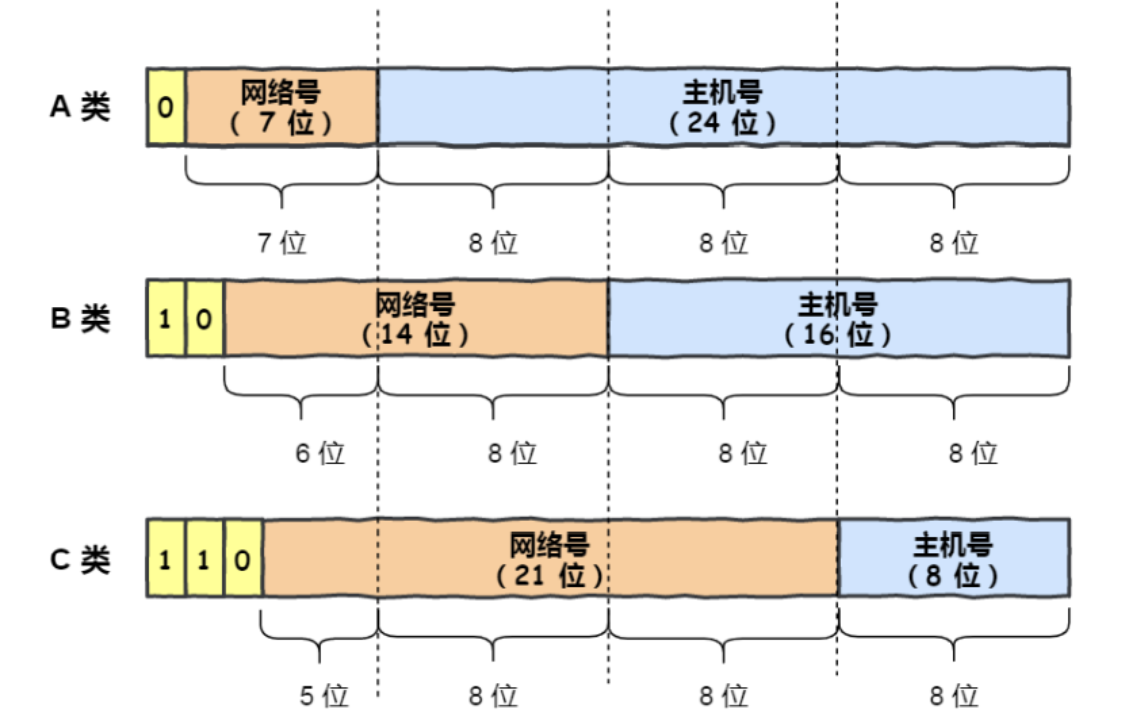 A 类
0
网络号
( 7 位 )
主机号
( 24 位 )
7 位
8 位
8 位
8 位
B 类
1
0
网络号
( 14 位 )
主机号
( 16 位 )
6 位
8 位
8 位
8 位
C 类
1
1
0
网络号
( 21 位 )
主机号
( 8 位 )
5 位
8 位
8 位
8 位